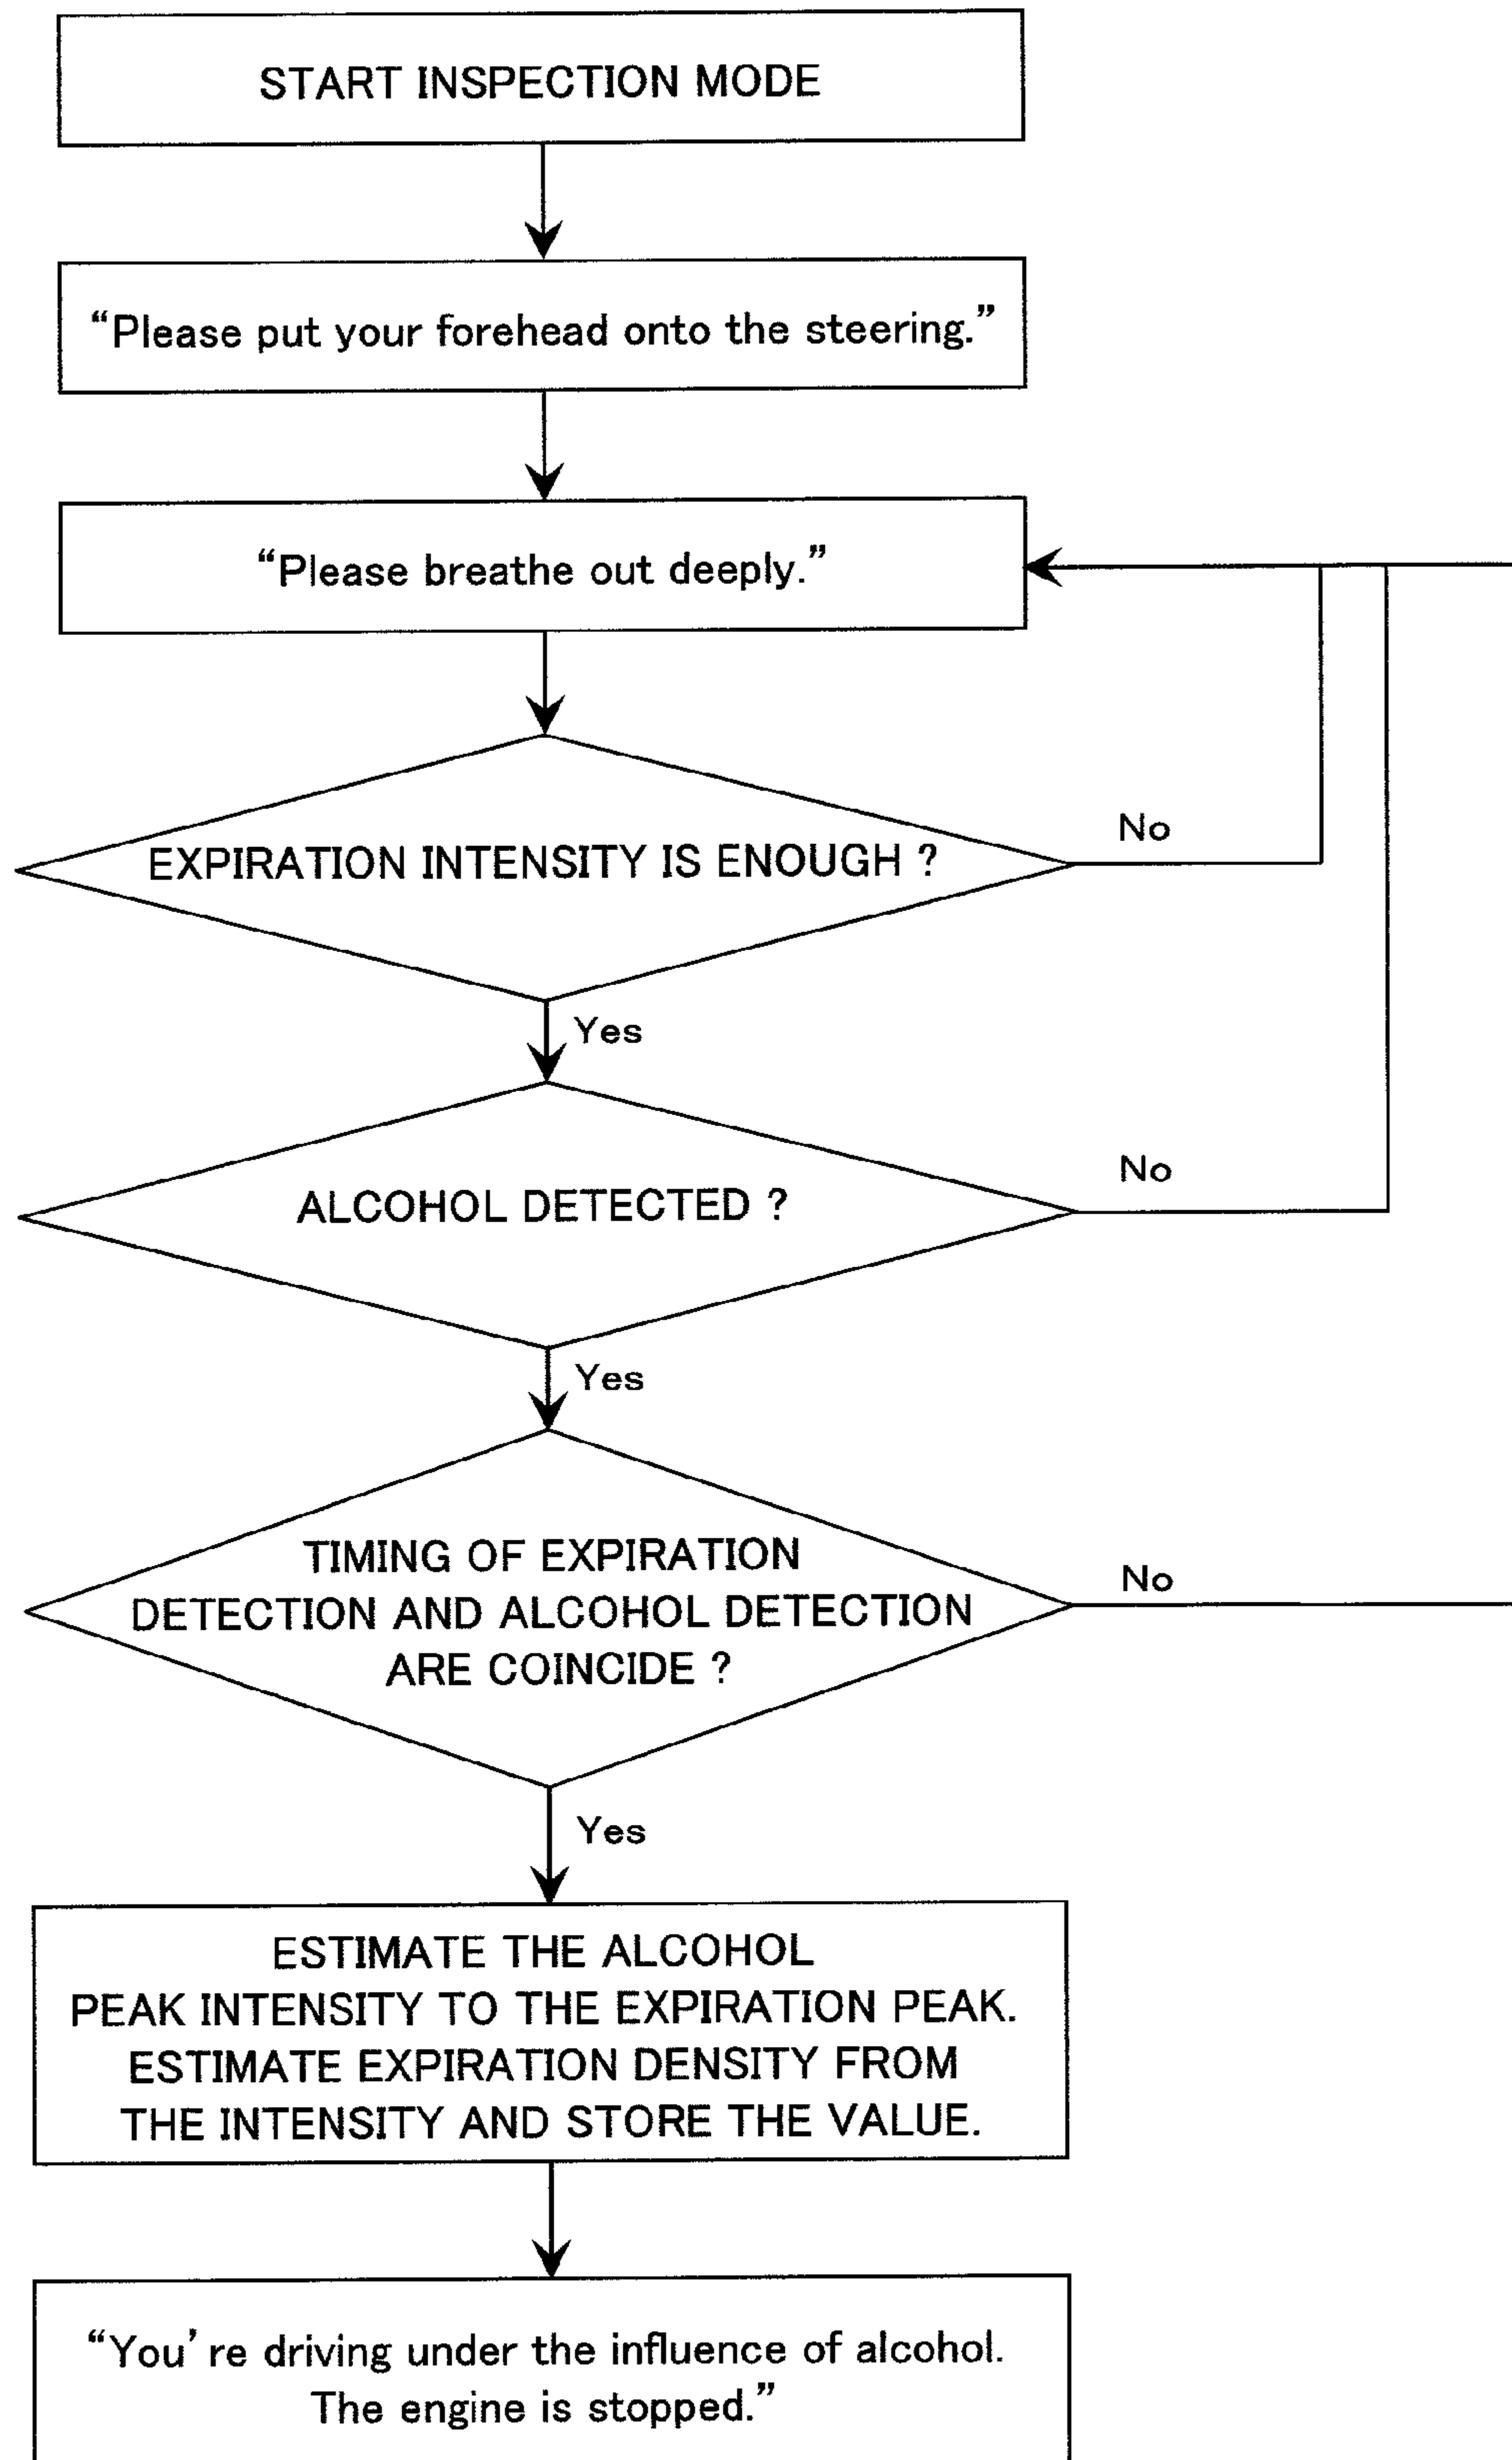 START INSPECTION MODE
“Please put your forehead onto the steering.”
“Please breathe out deeply.”
EXPIRATION INTENSITY IS ENOUGH ?
No
Yes
ALCOHOL DETECTED ?
No
Yes
TIMING OF EXPIRATION
DETECTION AND ALCOHOL DETECTION
ARE COINCIDE ?
No
Yes
ESTIMATE THE ALCOHOL
PEAK INTENSITY TO THE EXPIRATION PEAK.
ESTIMATE EXPIRATION DENSITY FROM
THE INTENSITY AND STORE THE VALUE.
“You’re driving under the influence of alcohol.
The engine is stopped.”